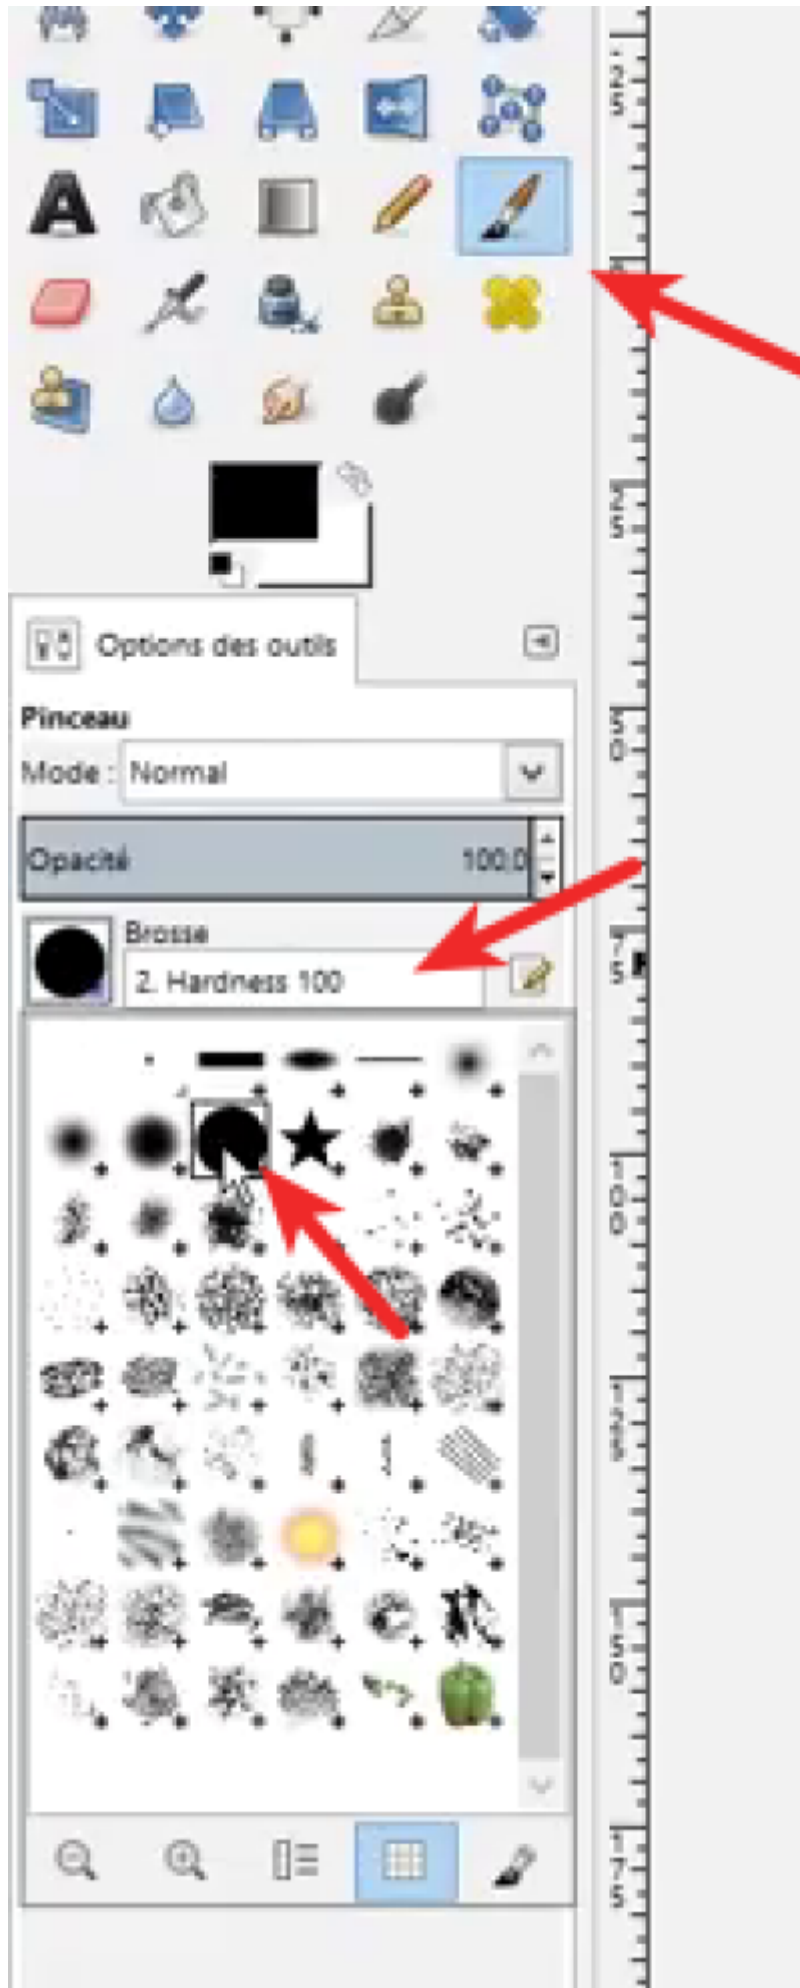 Options des outils
Pinceau
Mode : Normal
Opacité 100,0
Brosse
2. Hardness 100